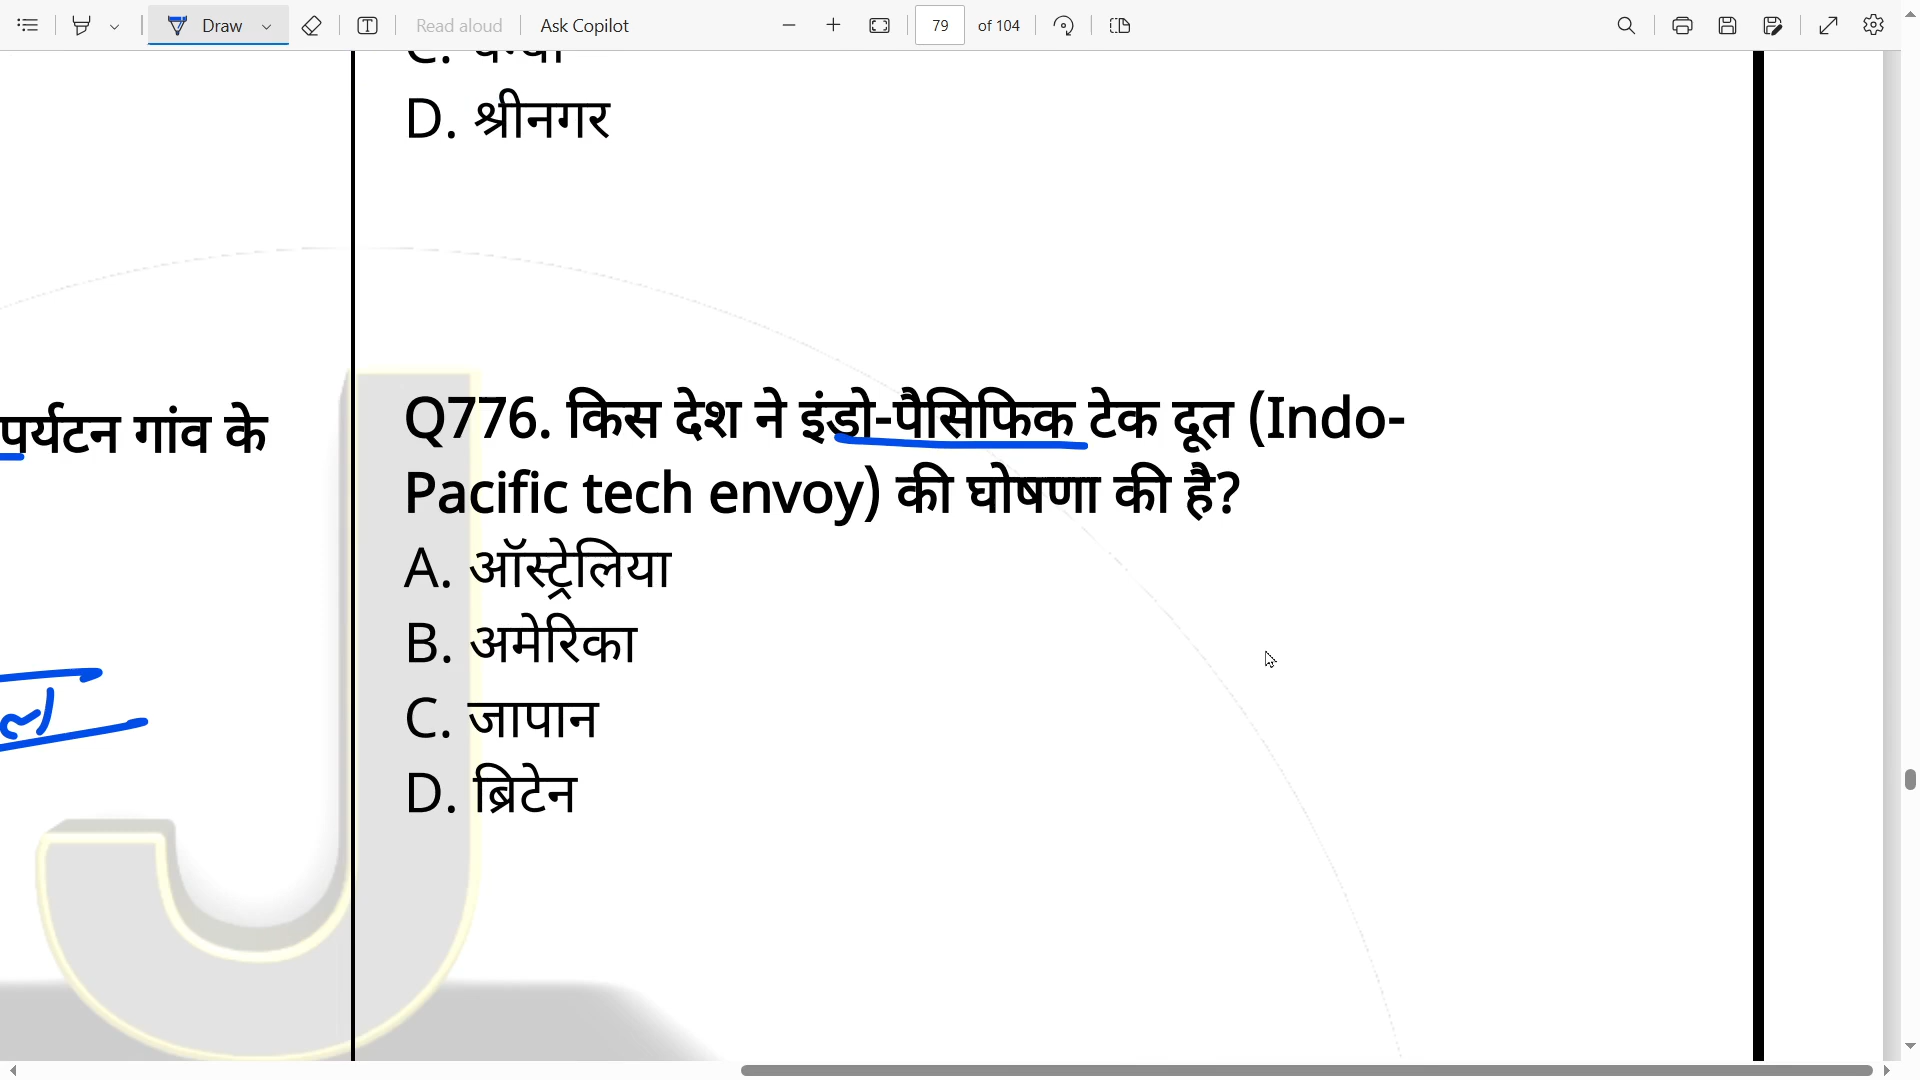 Draw
Read aloud
Ask Copilot
79 of 104
D. श्रीनगर
पर्यटन गांव के
Q776. किस देश ने इंडो-पैसिफिक टेक दूत (Indo-
Pacific tech envoy) की घोषणा की है?
A. ऑस्ट्रेलिया
B. अमेरिका
C. जापान
D. ब्रिटेन